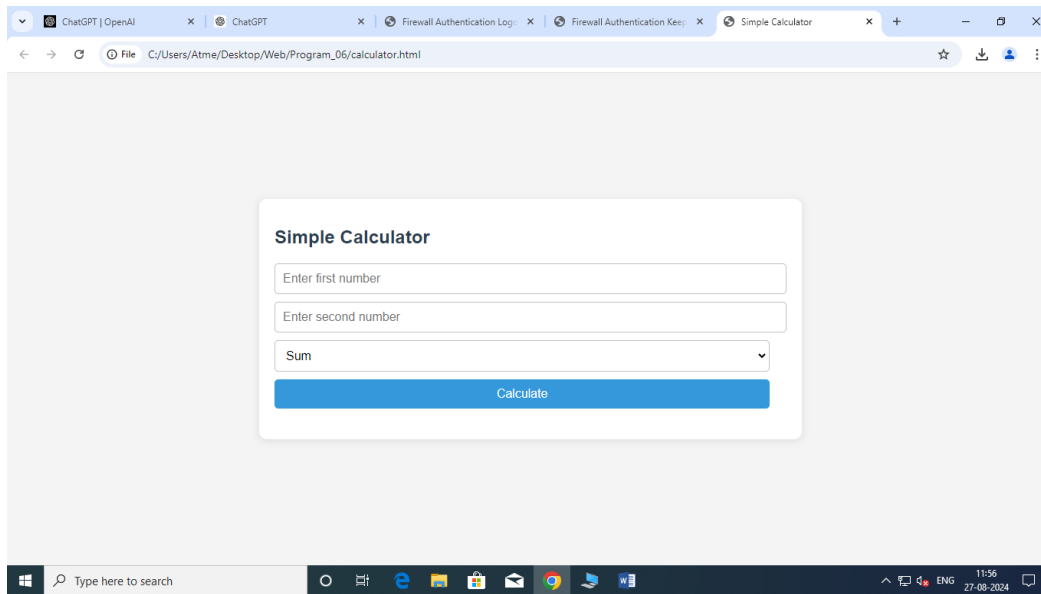 ChatGPT | OpenAI
ChatGPT
Firewall Authentication Logo
Firewall Authentication Keep
Simple Calculator
File C:/Users/Atme/Desktop/Web/Program_06/calculator.html
Simple Calculator
Enter first number
Enter second number
Sum
Calculate
Type here to search
ENG
11:56
27-08-2024